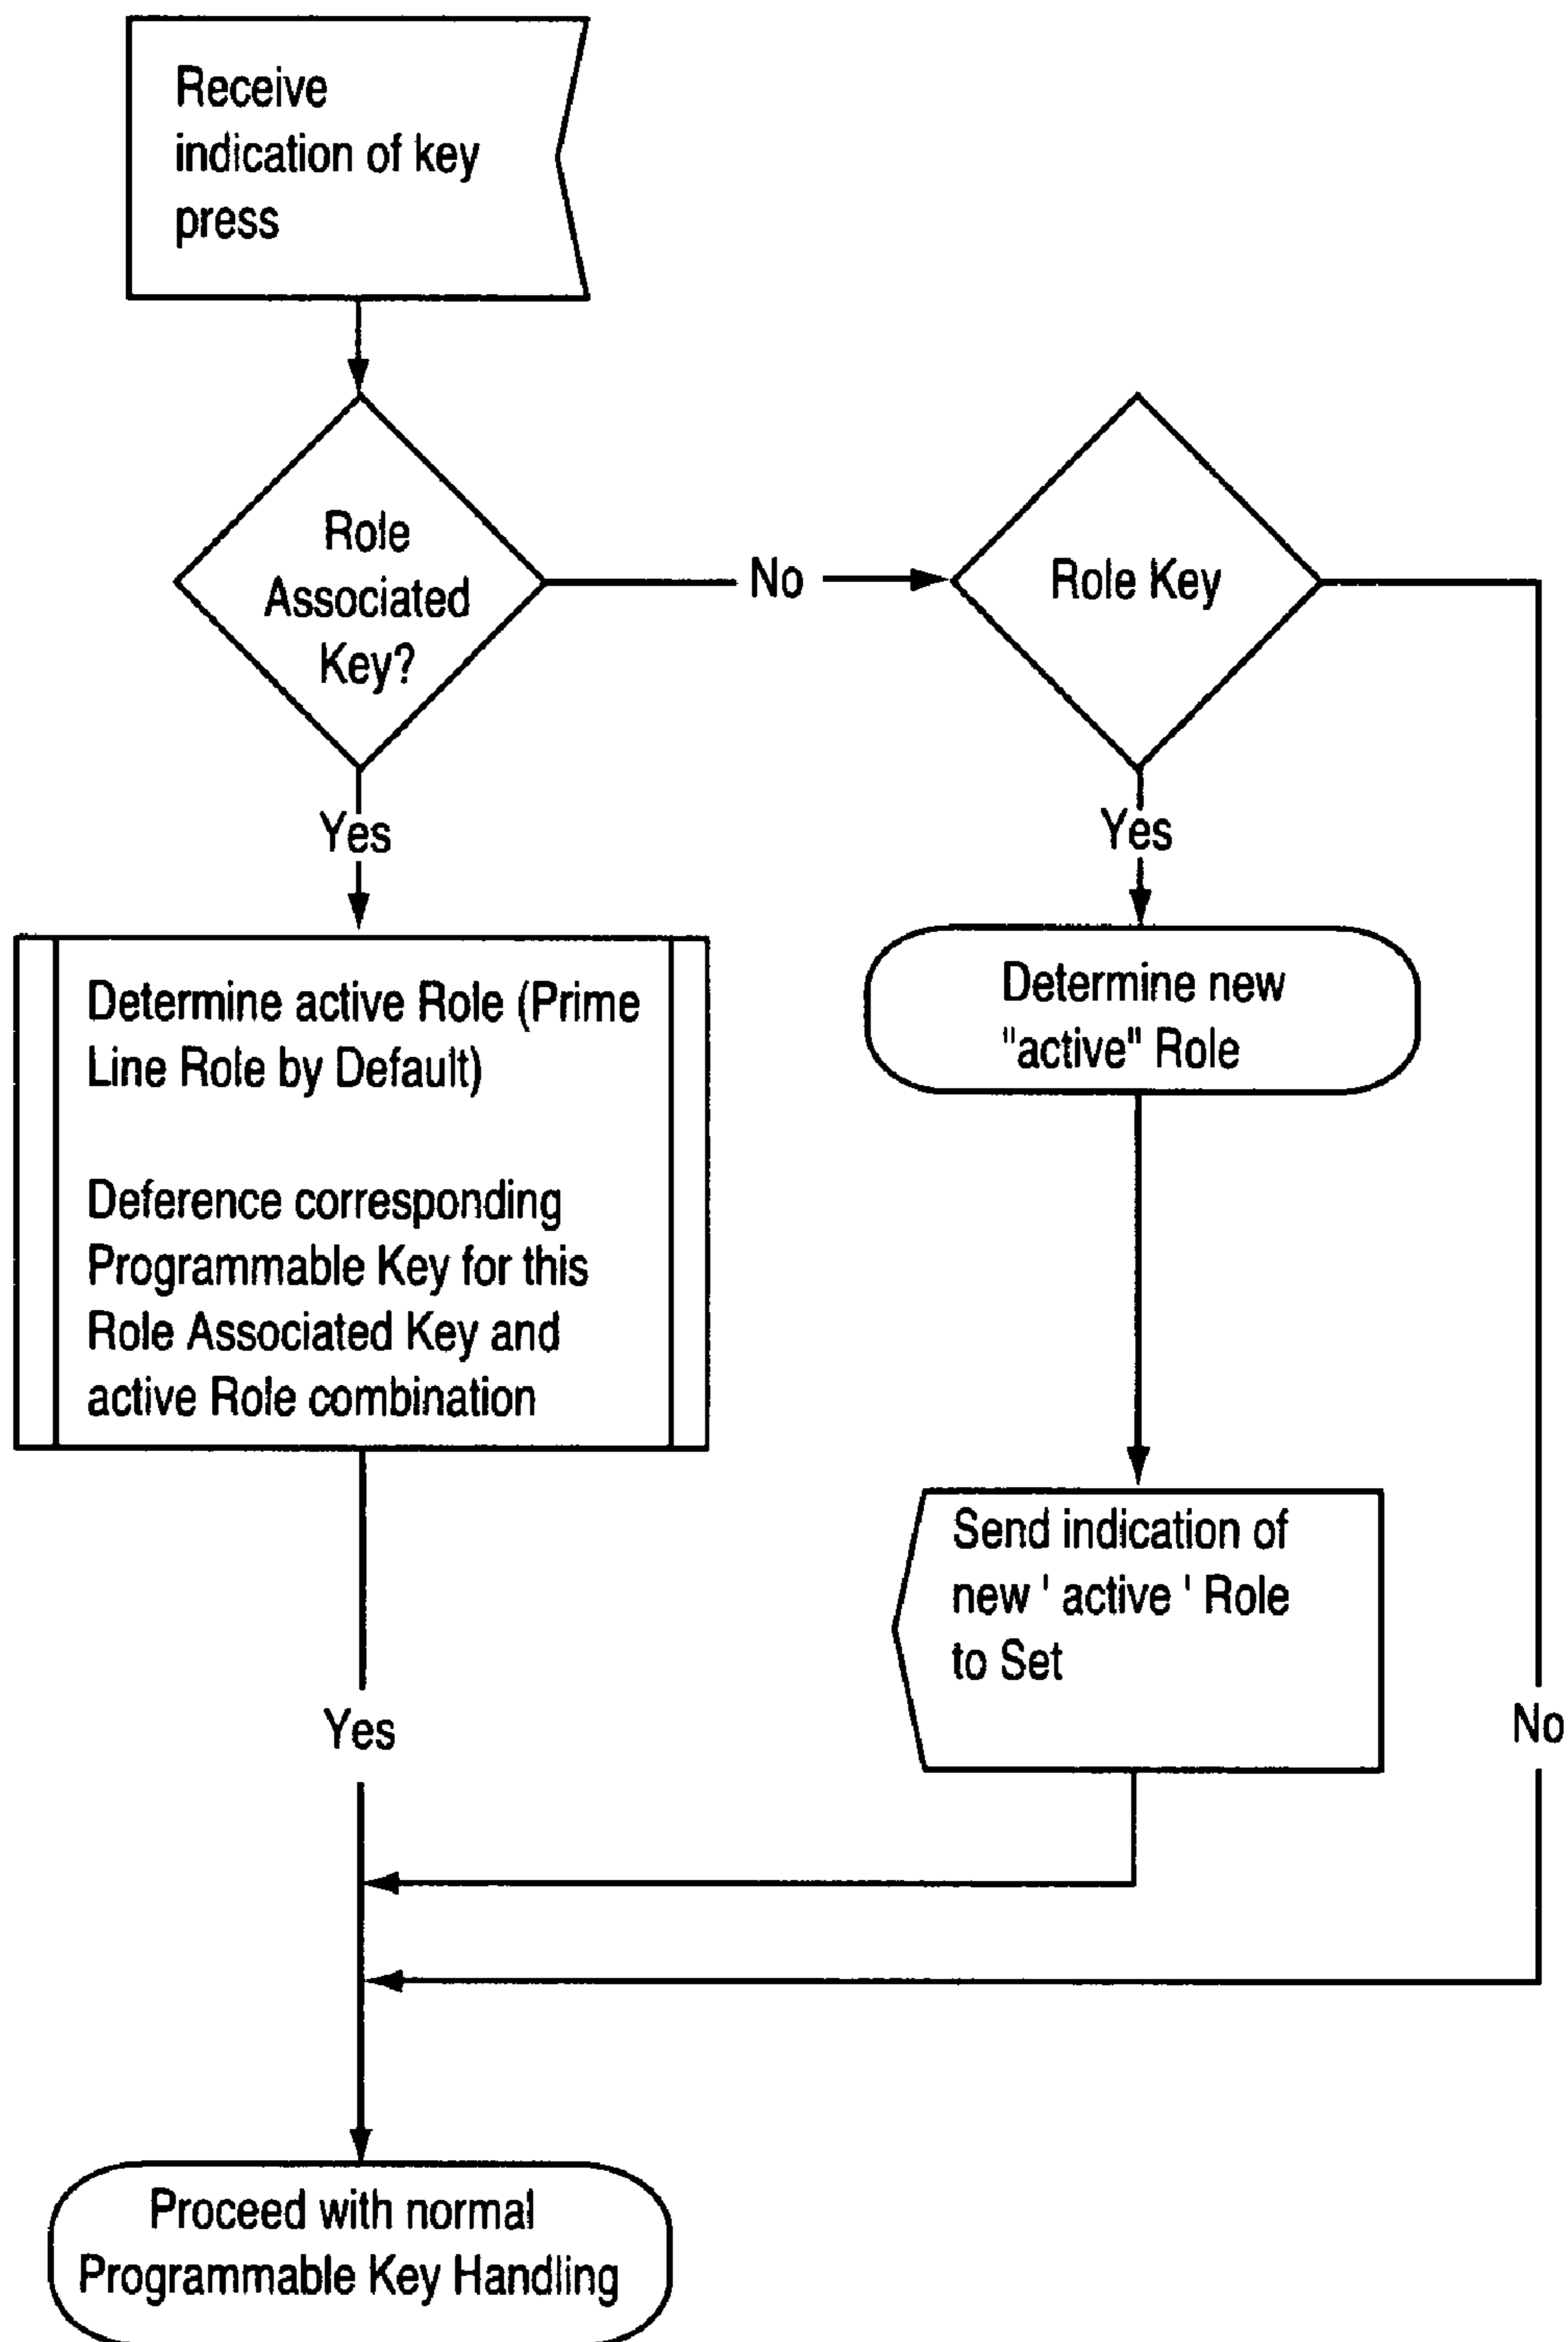 Receive
indication of key
press
Role
Associated
Key?
No
Role Key
Yes
Yes
Determine active Role (Prime
Line Role by Default)
Deference corresponding
Programmable Key for this
Role Associated Key and
active Role combination
Determine new
"active" Role
Send indication of
new ' active ' Role
to Set
Yes
No
Proceed with normal
Programmable Key Handling